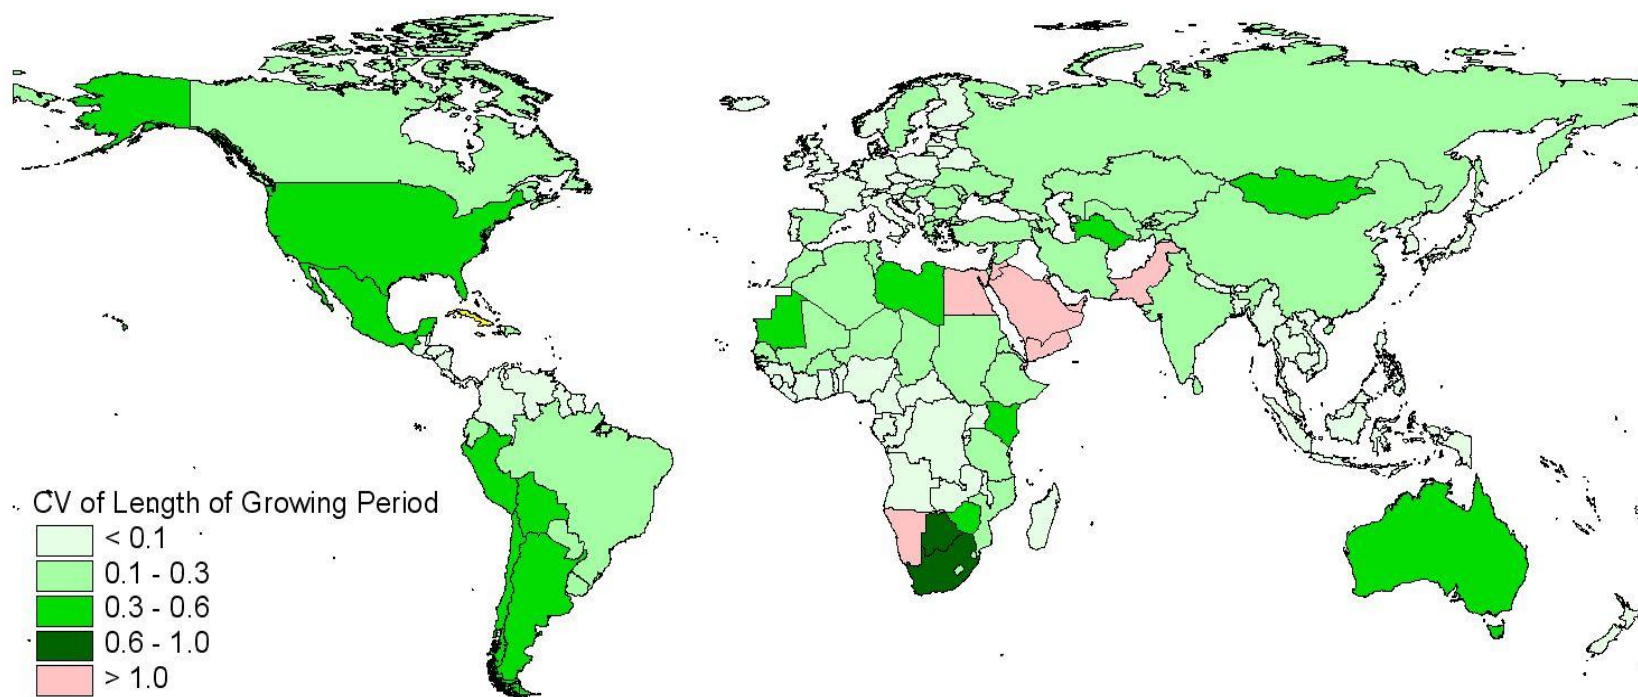 CV of Length of Growing Period
< 0.1
0.1 - 0.3
0.3 - 0.6
0.6 - 1.0
> 1.0